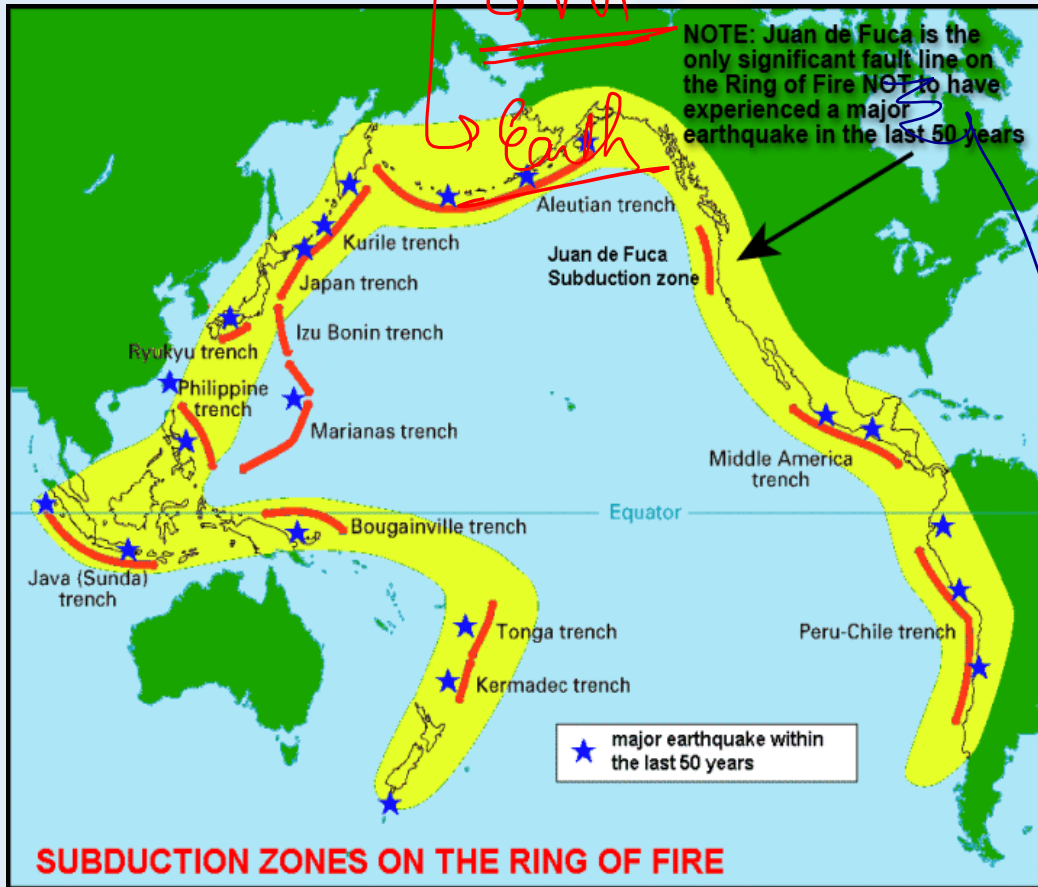 NOTE: Juan de Fuca is the
only significant fault line on
the Ring of Fire NOT to have
experienced a major
earthquake in the last 50 years
Earth
Aleutian trench
Kurile trench
Juan de Fuca
Subduction zone
Japan trench
Izu Bonin trench
Ryukyu trench
Philippine
trench
Marianas trench
Middle America
trench
Equator
Bougainville trench
Java (Sunda)
trench
Tonga trench
Peru-Chile trench
Kermadec trench
major earthquake within
the last 50 years
SUBDUCTION ZONES ON THE RING OF FIRE